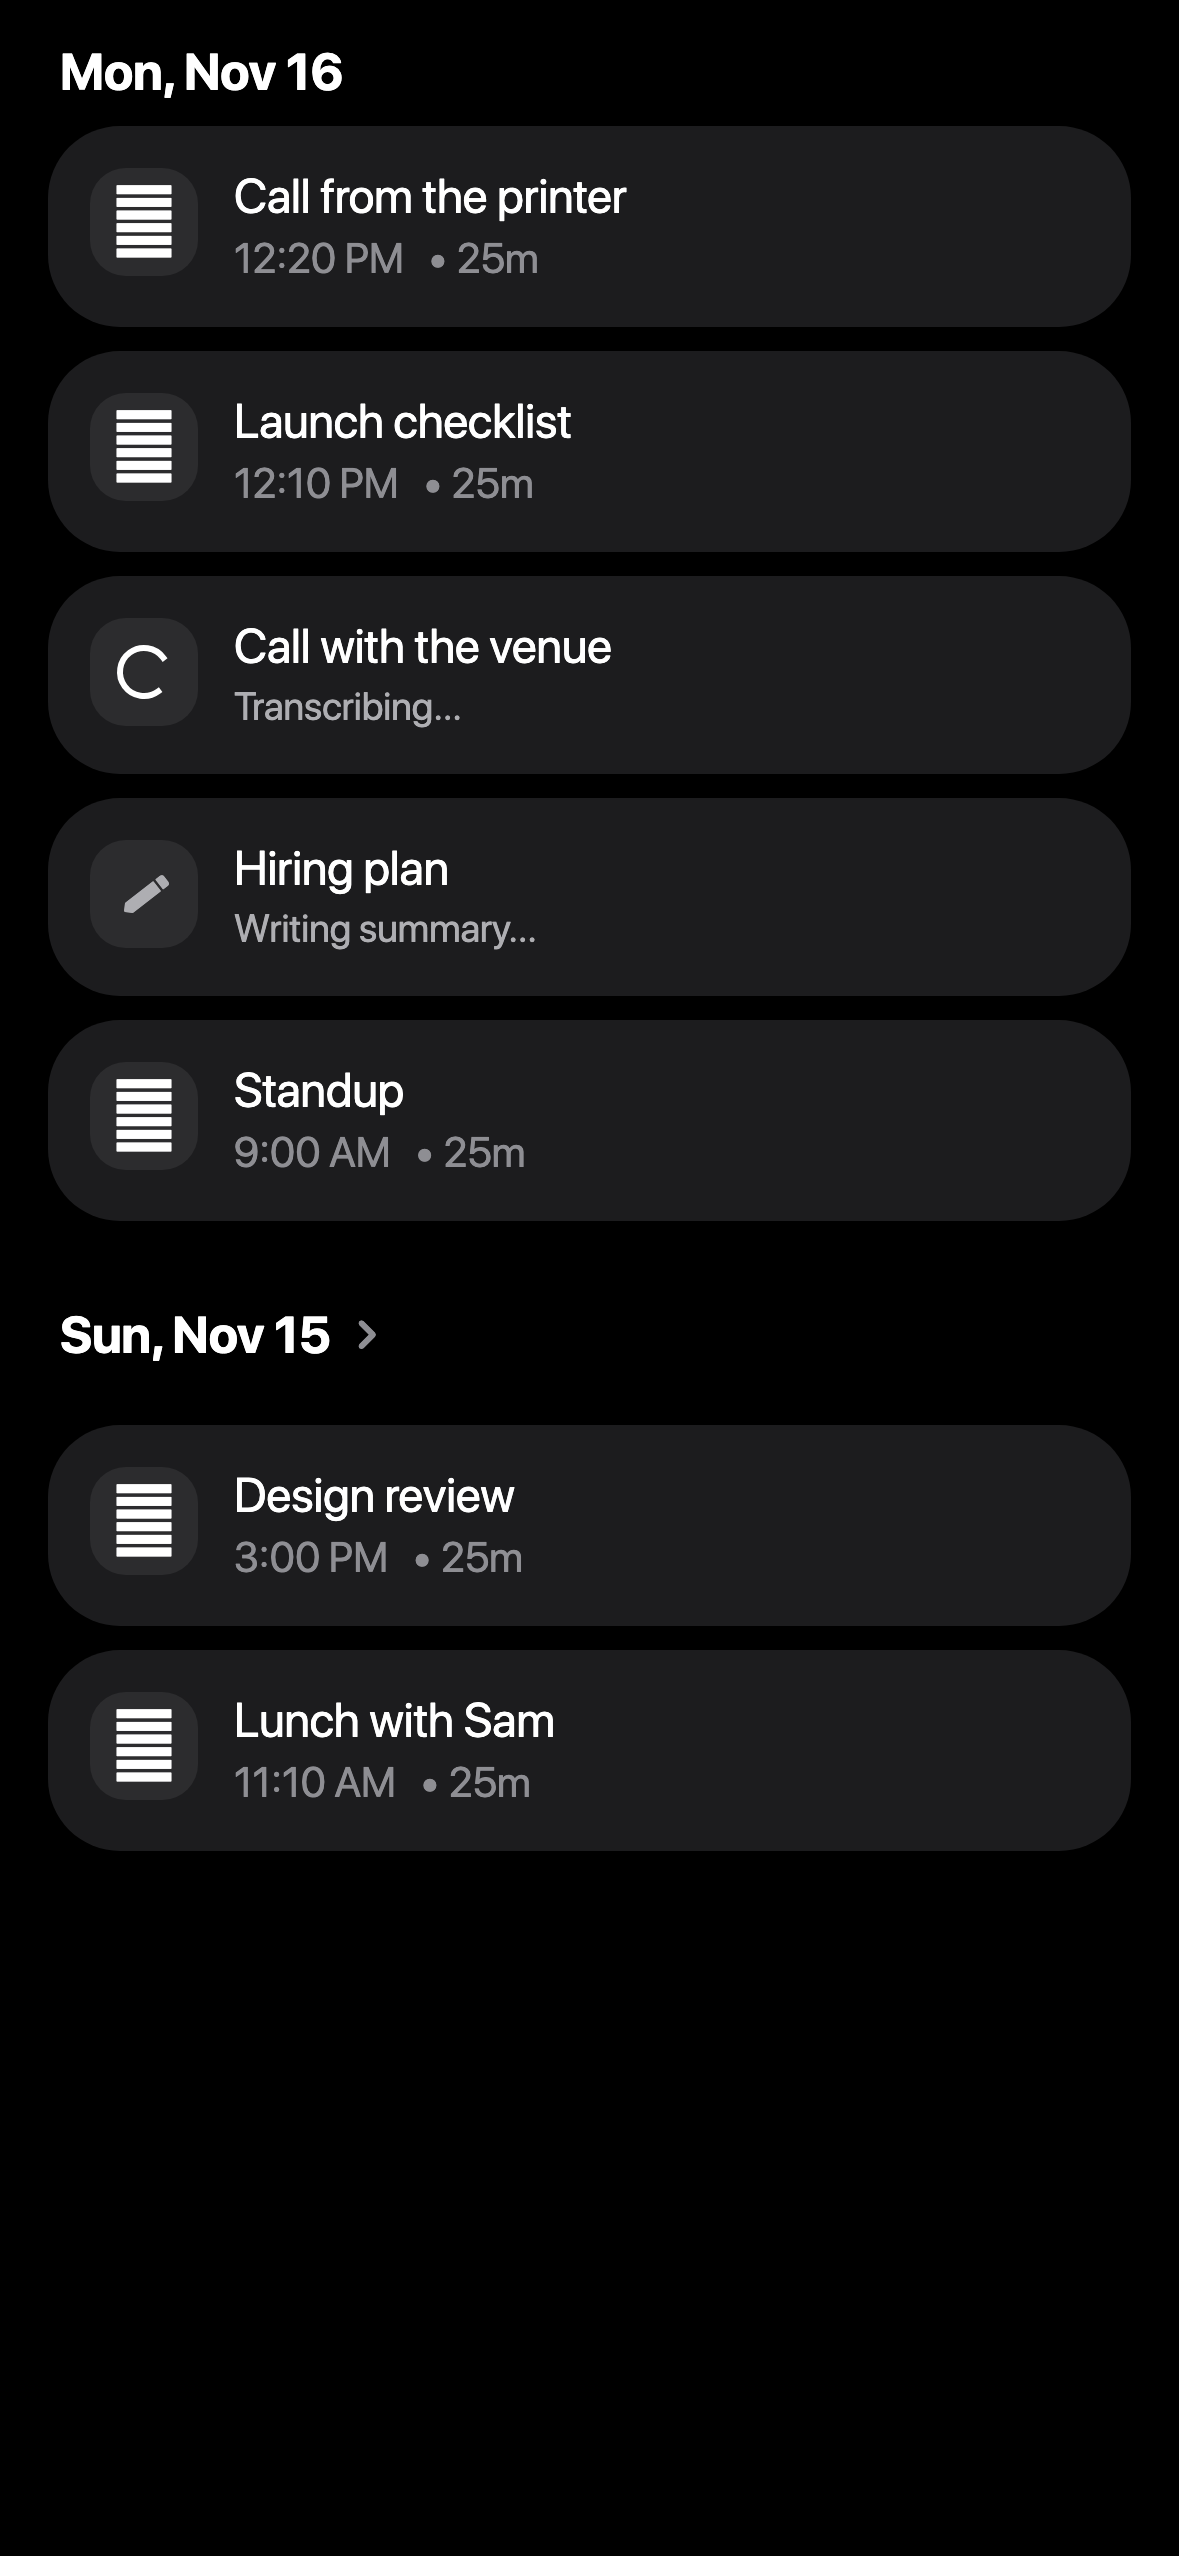 Mon, Nov 16
Call from the printer
12:20 PM • 25m
Launch checklist
12:10 PM • 25m
Call with the venue
Transcribing...
Hiring plan
Writing summary...
Standup
9:00 AM • 25m
Sun, Nov 15
Design review
3:00 PM • 25m
Lunch with Sam
11:10 AM • 25m